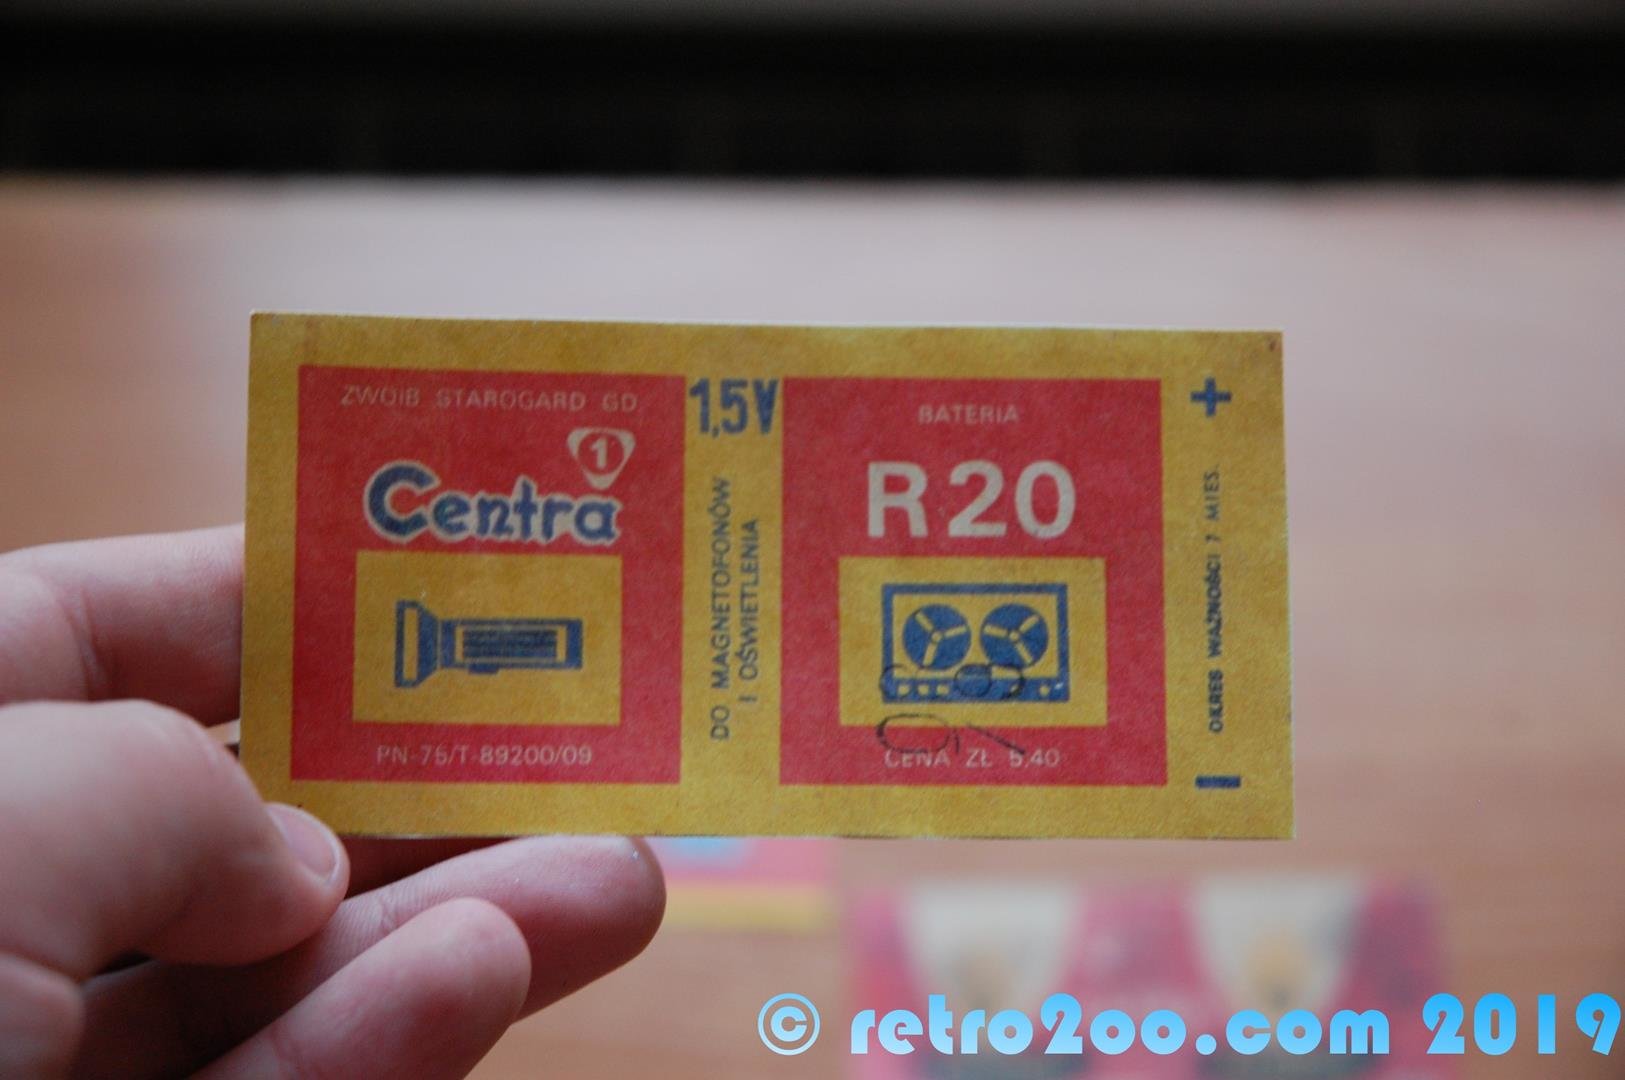 ZWOIB STAROGARD GD.
1
Centra
PN-75/T-89200/09
1,5V
DO MAGNETOFONÓW
I OŚWIETLENIA
BATERIA
R20
CENA ZŁ 5,40
+
OKRES WAŻNOŚCI 7 MIES.
−
© retro2oo.com 2019